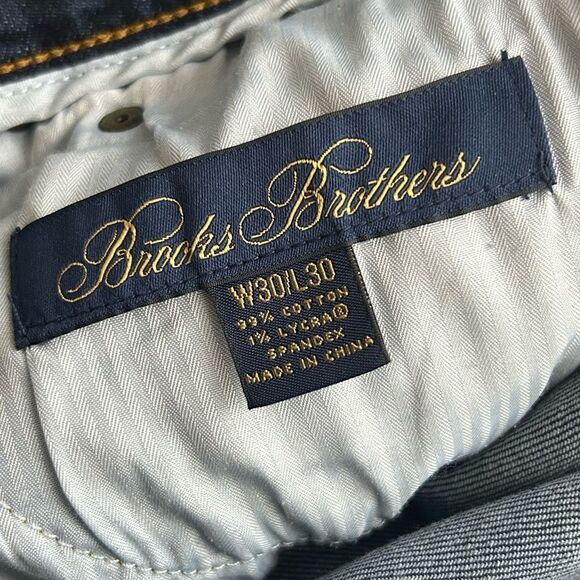 Brooks Brothers
W30/L30
99% COTTON
1% LYCRA®
SPANDEX
MADE IN CHINA